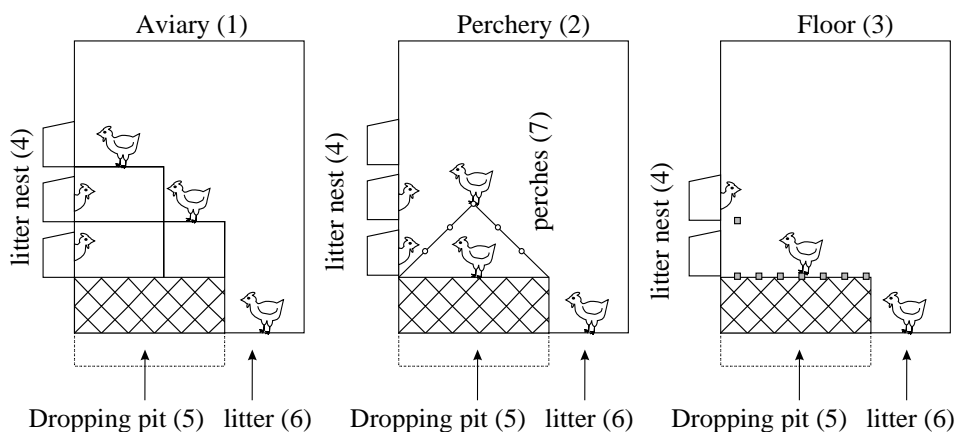 Aviary (1)
Perchery (2)
Floor (3)
litter nest (4)
litter nest (4)
perches (7)
litter nest (4)
Dropping pit (5)
litter (6)
Dropping pit (5)
litter (6)
Dropping pit (5)
litter (6)